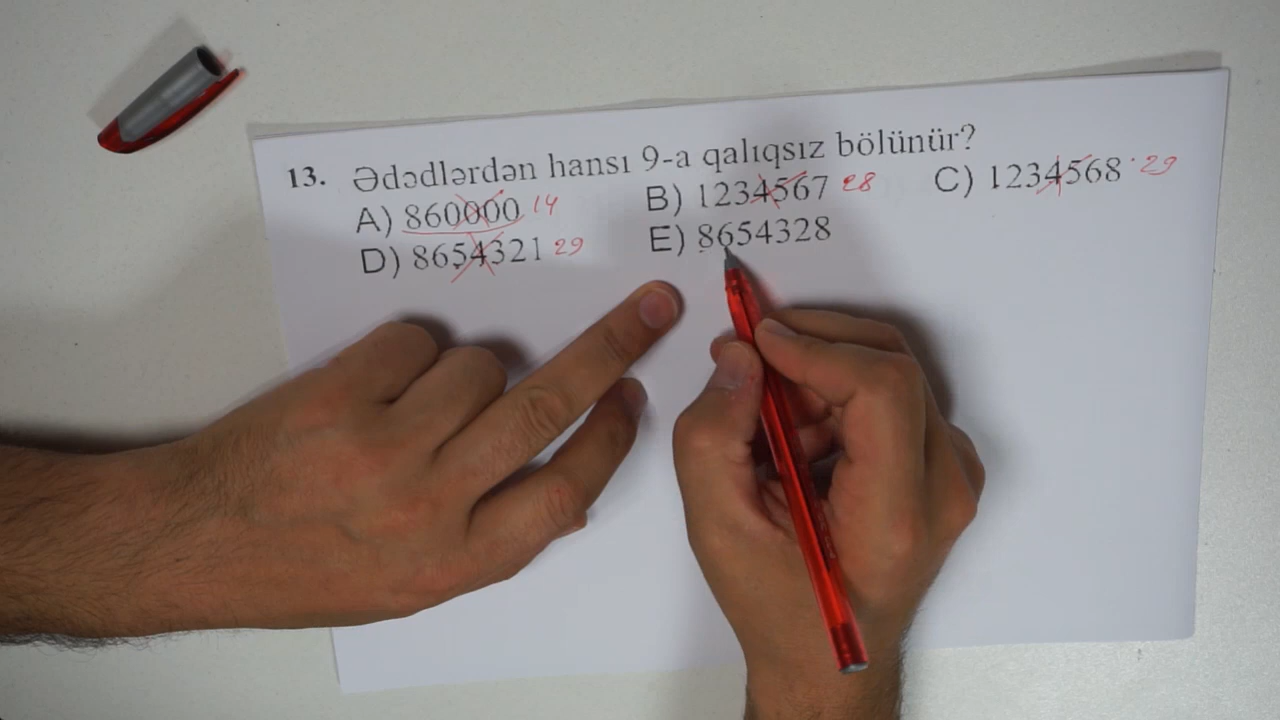 13. Ədədlərdən hansı 9-a qalıqsız bölünür?
A) 860000 14 B) 1234567 28 C) 1234568 29
D) 8654321 29 E) 8654328